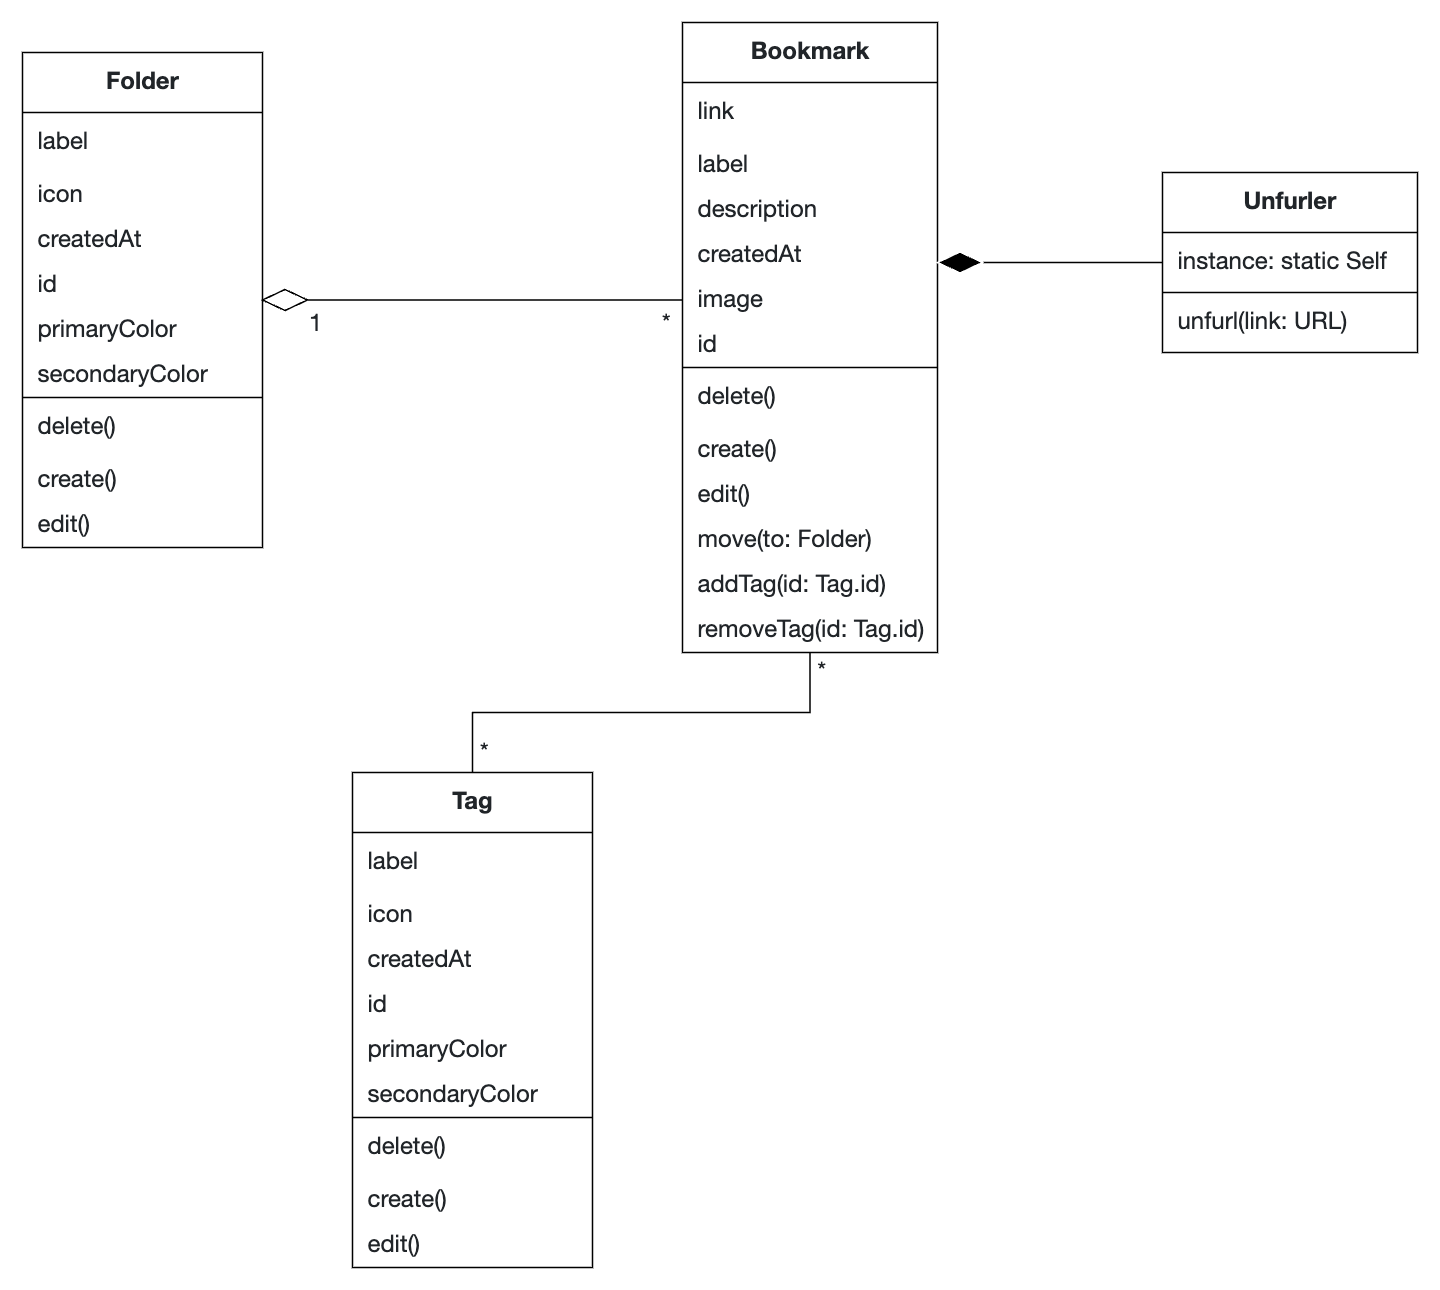 Folder
label
icon
createdAt
id
primaryColor
secondaryColor
delete()
create()
edit()
1
*
Bookmark
link
label
description
createdAt
image
id
delete()
create()
edit()
move(to: Folder)
addTag(id: Tag.id)
removeTag(id: Tag.id)
Unfurler
instance: static Self
unfurl(link: URL)
*
*
Tag
label
icon
createdAt
id
primaryColor
secondaryColor
delete()
create()
edit()